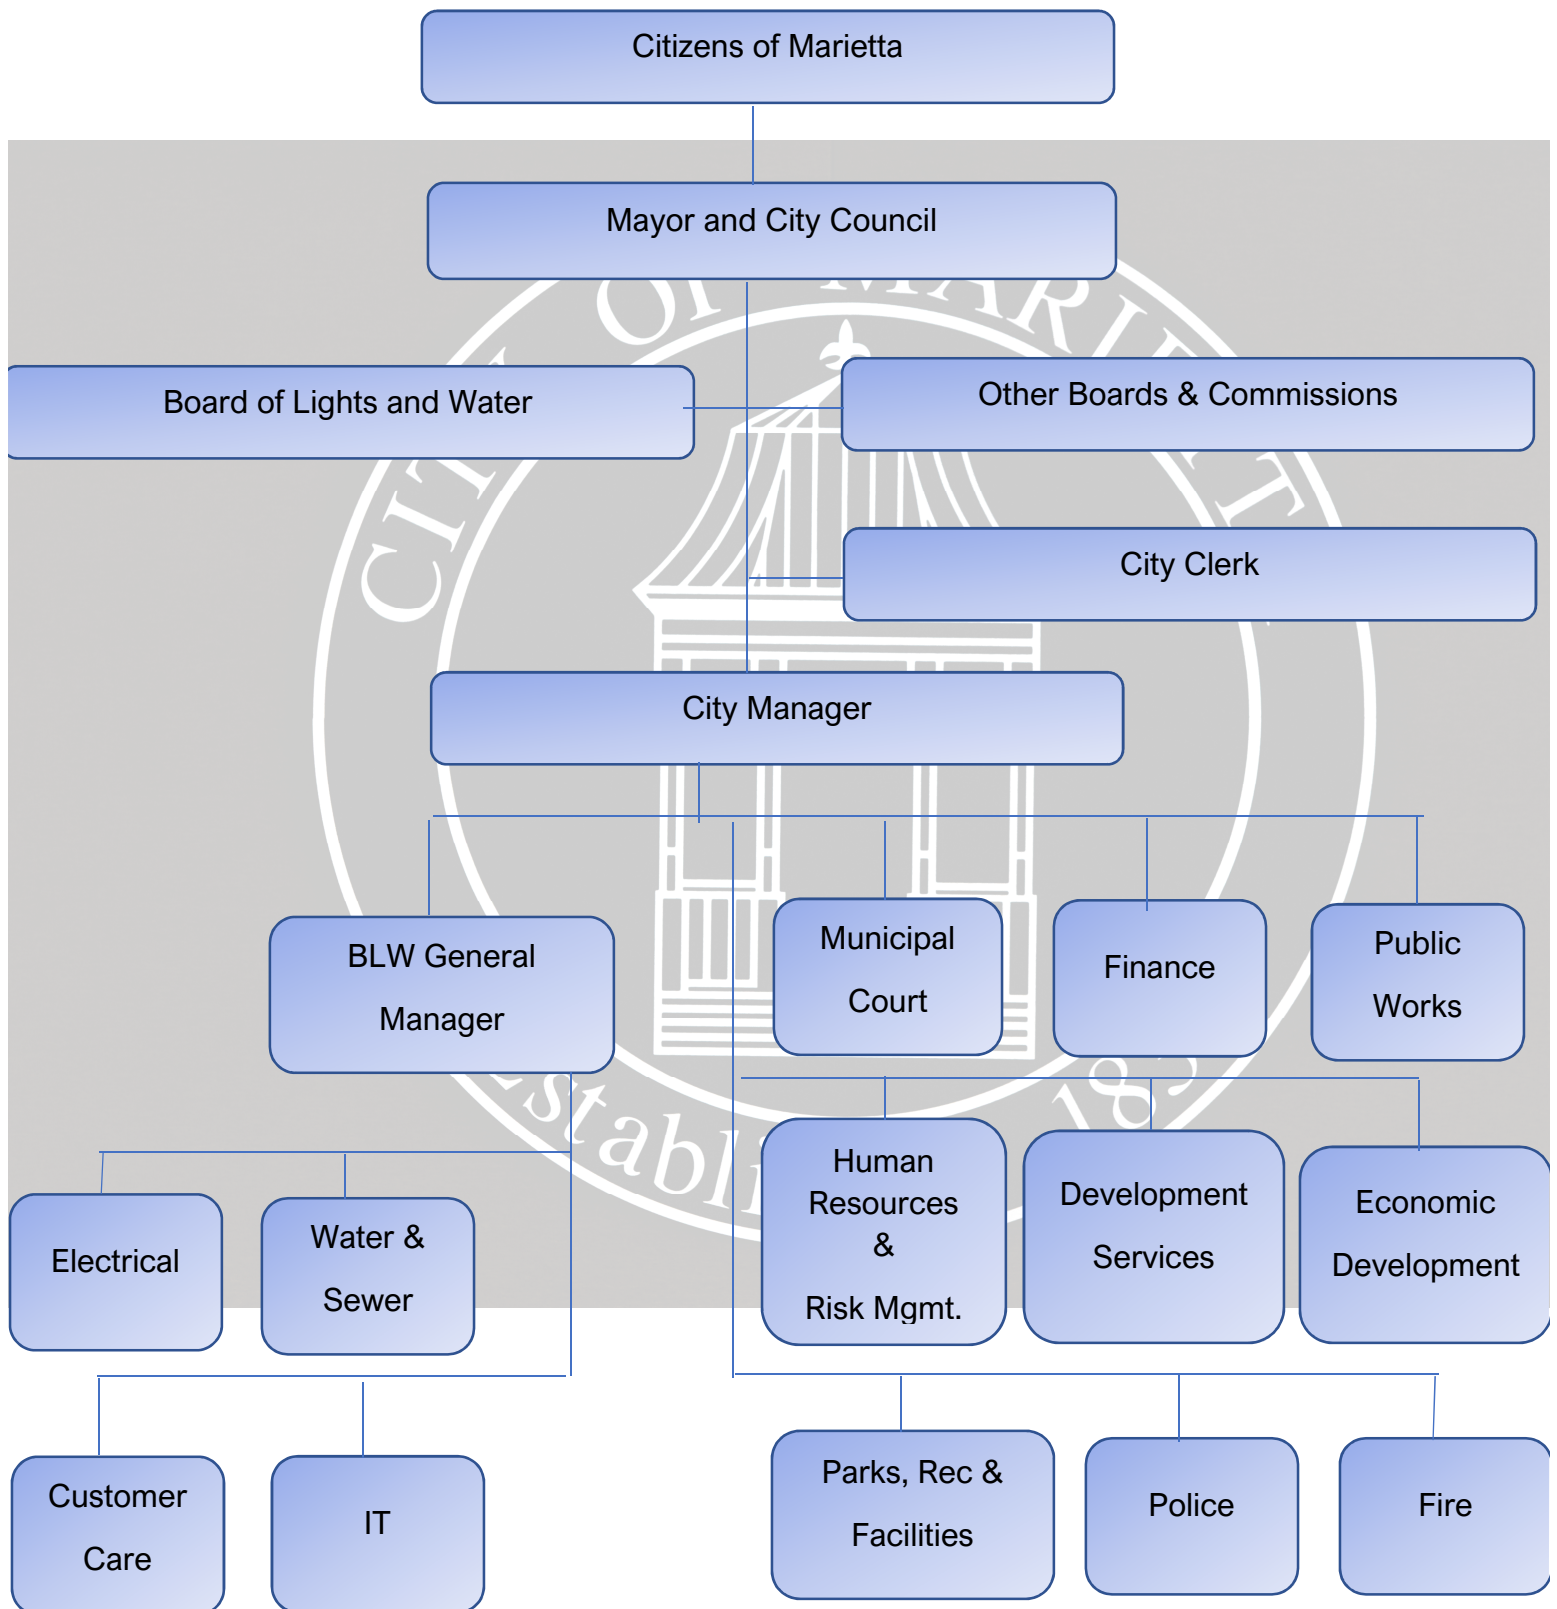 Citizens of Marietta
Mayor and City Council
Board of Lights and Water
Other Boards & Commissions
City Clerk
City Manager
BLW General
Manager
Municipal
Court
Finance
Public
Works
Human
Resources
&
Risk Mgmt.
Development
Services
Economic
Development
Electrical
Water &
Sewer
Customer
Care
IT
Parks, Rec &
Facilities
Police
Fire